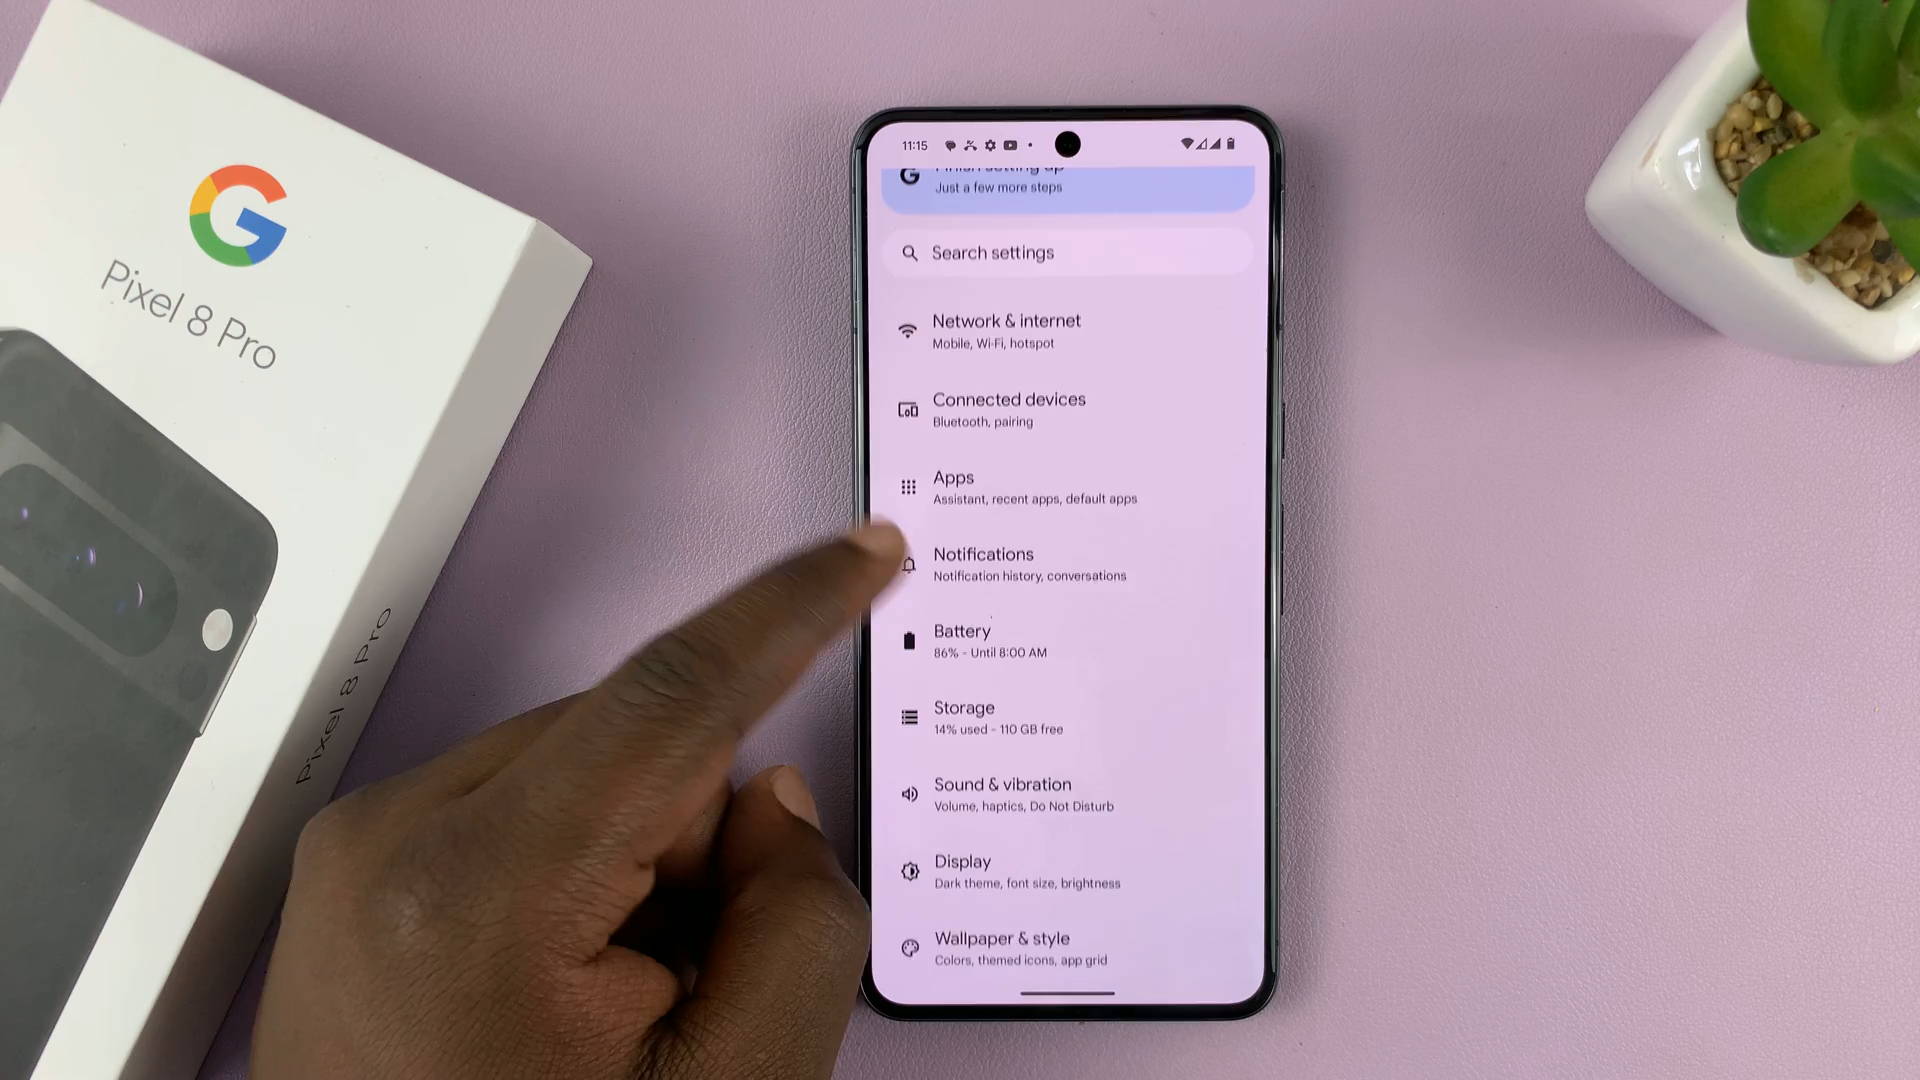 G
Pixel 8 Pro
Pixel 8 Pro
11:15
Finish setting up
Just a few more steps
Search settings
Network & internet
Mobile, Wi-Fi, hotspot
Connected devices
Bluetooth, pairing
Apps
Assistant, recent apps, default apps
Notifications
Notification history, conversations
Battery
86% - Until 8:00 AM
Storage
14% used - 110 GB free
Sound & vibration
Volume, haptics, Do Not Disturb
Display
Dark theme, font size, brightness
Wallpaper & style
Colors, themed icons, app grid